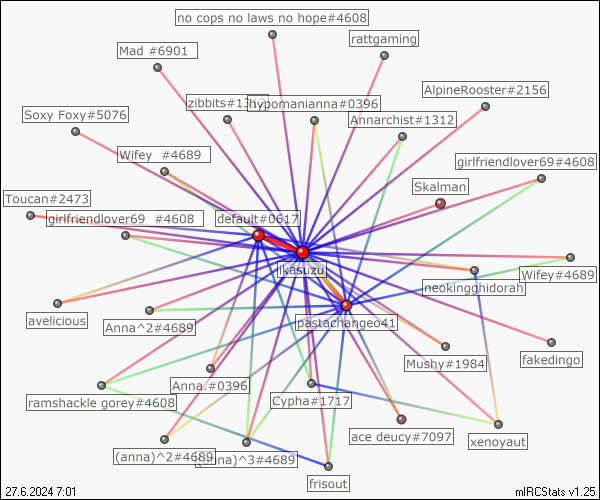 no cops no laws no hope#4608
rattgaming
Mad #6901
AlpineRooster#2156
zibbits#1312
hypomanianna#0396
Soxy Foxy#5076
Annarchist#1312
Wifey #4689
girlfriendlover69#4608
Skalman
Toucan#2473
girlfriendlover69 #4608
default#0617
ikasuzu
Wifey#4689
neokingghidorah
avelicious
Anna^2#4689
pastachangeo41
Mushy#1984
fakedingo
Anna.#0396
ramshackle gorey#4608
Cypha#1717
ace deucy#7097
xenoyaut
(anna)^2#4689
(anna)^3#4689
frisout
27.6.2024 7:01
mIRCStats v1.25